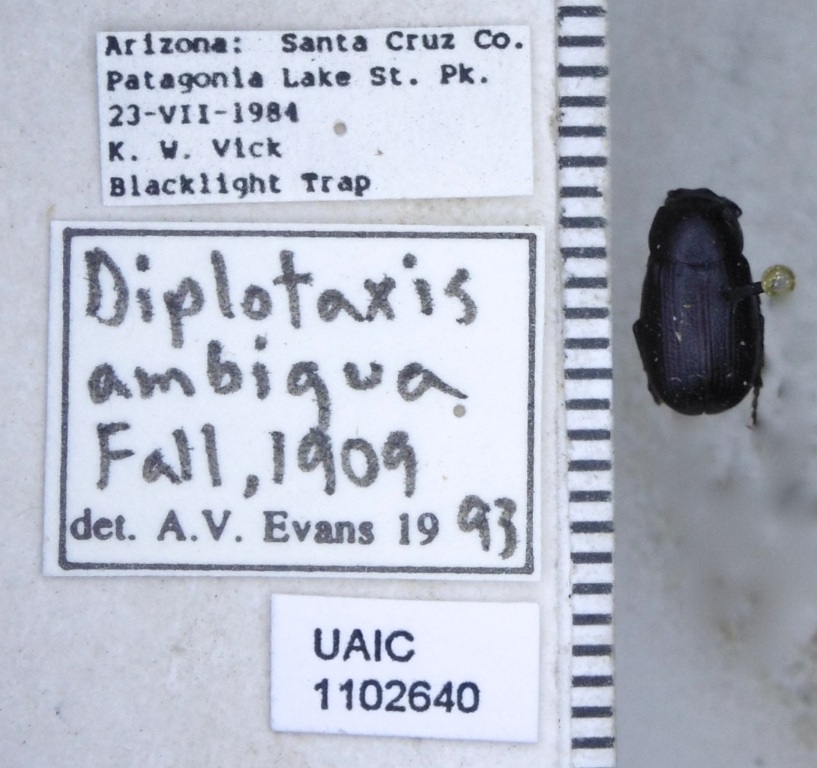 Arizona: Santa Cruz Co.
Patagonia Lake St. Pk.
23-VII-1984
K. W. Vick
Blacklight Trap
Diplotaxis
ambigua
Fall, 1909
det. A.V. Evans 1993
UAIC
1102640